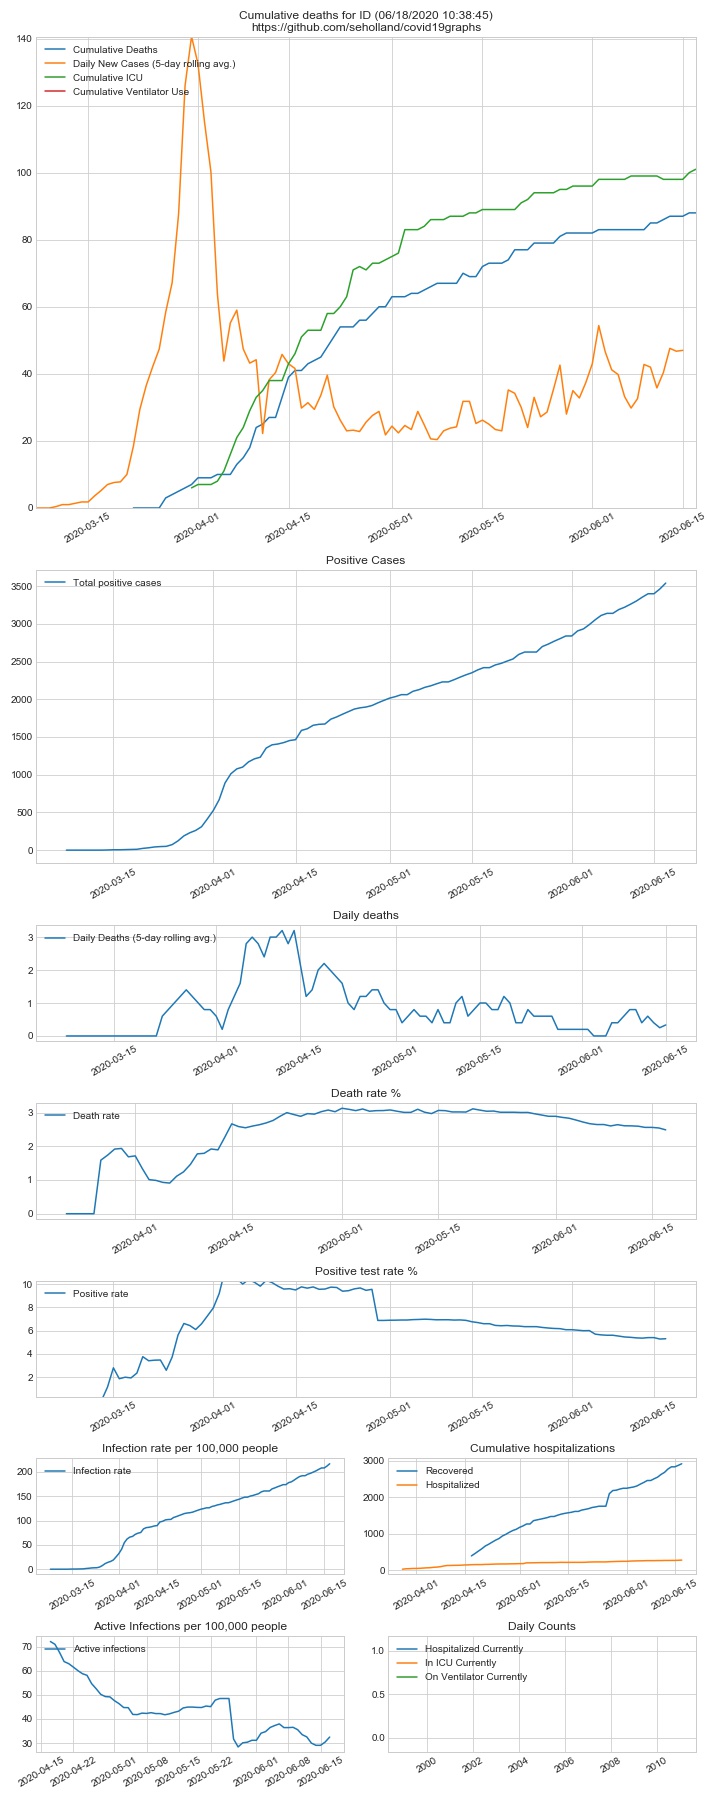 Cumulative deaths for ID (06/18/2020 10:38:45)
https://github.com/seholland/covid19graphs
Cumulative Deaths
Daily New Cases (5-day rolling avg.)
Cumulative ICU
Cumulative Ventilator Use
140
120
100
80
60
40
20
0
2020-03-15 2020-04-01 2020-04-15 2020-05-01 2020-05-15 2020-06-01 2020-06-15
Positive Cases
Total positive cases
3500
3000
2500
2000
1500
1000
500
0
2020-03-15 2020-04-01 2020-04-15 2020-05-01 2020-05-15 2020-06-01 2020-06-15
Daily deaths
Daily Deaths (5-day rolling avg.)
3
2
1
0
2020-03-15 2020-04-01 2020-04-15 2020-05-01 2020-05-15 2020-06-01 2020-06-15
Death rate %
Death rate
3
2
1
0
2020-04-01 2020-04-15 2020-05-01 2020-05-15 2020-06-01 2020-06-15
Positive test rate %
Positive rate
10
8
6
4
2
2020-03-15 2020-04-01 2020-04-15 2020-05-01 2020-05-15 2020-06-01 2020-06-15
Infection rate per 100,000 people
Infection rate
200
150
100
50
0
2020-03-15 2020-04-01 2020-04-15 2020-05-01 2020-05-15 2020-06-01 2020-06-15
Cumulative hospitalizations
Recovered
Hospitalized
3000
2000
1000
0
2020-04-01 2020-04-15 2020-05-01 2020-05-15 2020-06-01 2020-06-15
Active Infections per 100,000 people
Active infections
70
60
50
40
30
2020-04-15 2020-04-22 2020-05-01 2020-05-08 2020-05-15 2020-05-22 2020-06-01 2020-06-08 2020-06-15
Daily Counts
Hospitalized Currently
In ICU Currently
On Ventilator Currently
1.0
0.5
0.0
2000 2002 2004 2006 2008 2010